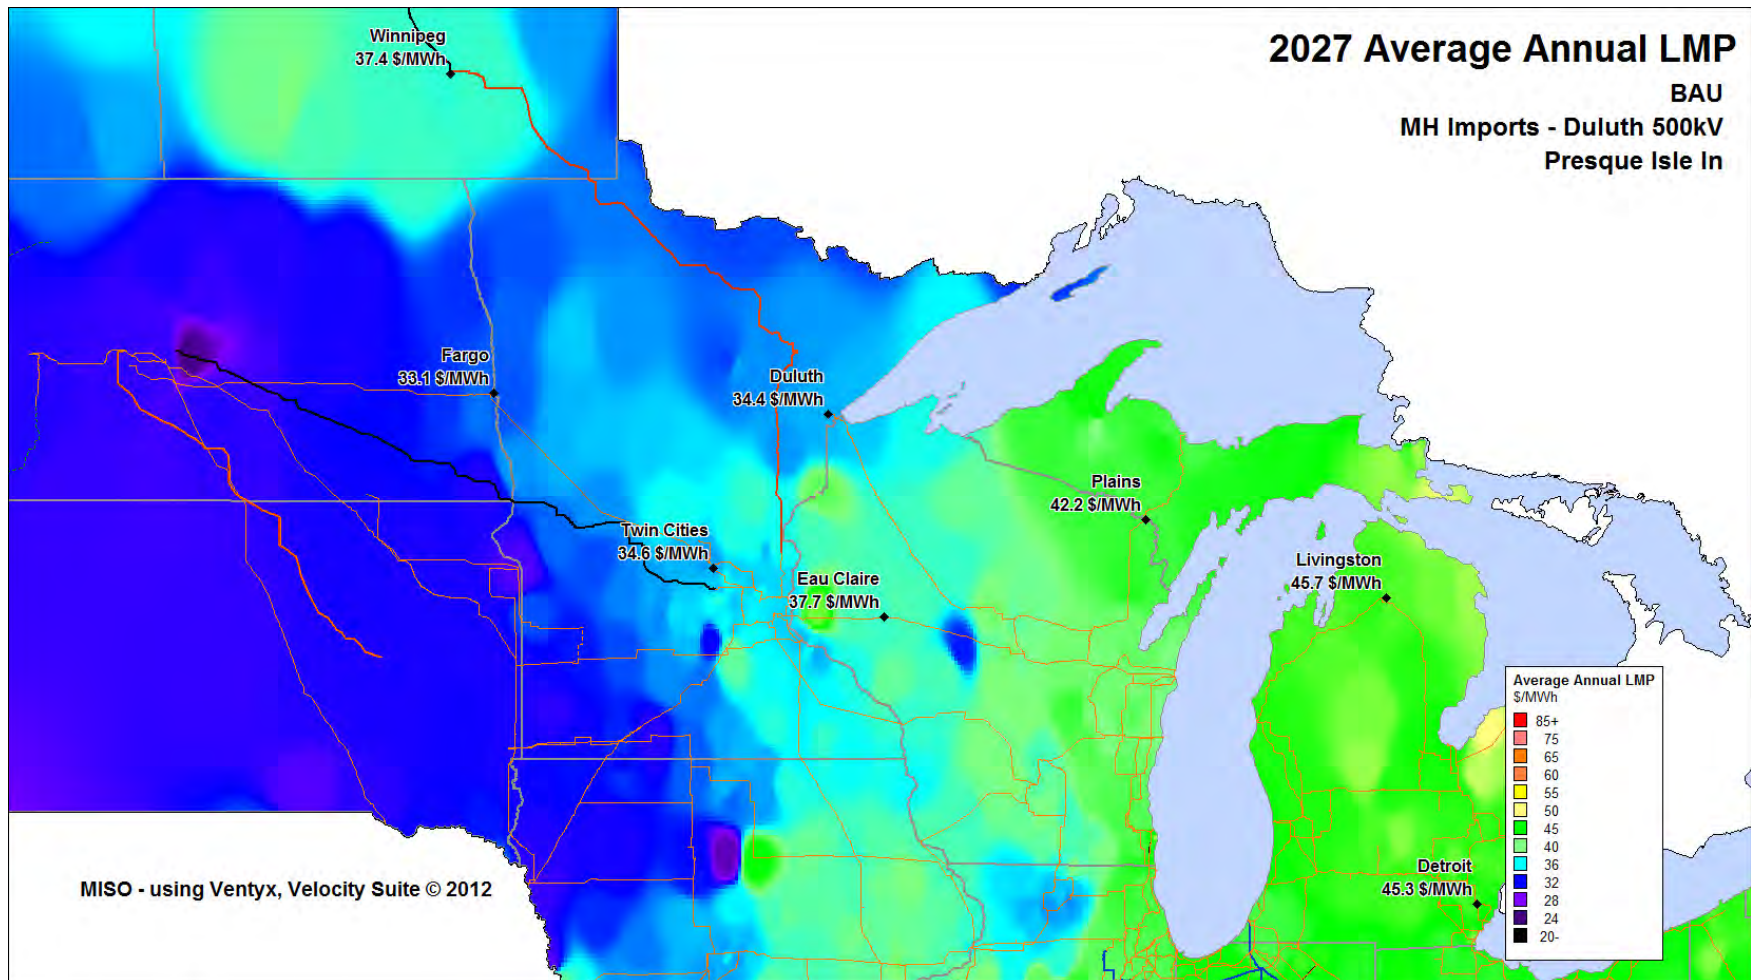 2027 Average Annual LMP
BAU
MH Imports - Duluth 500kV
Presque Isle In
Winnipeg
37.4 $/MWh
Fargo
33.1 $/MWh
Duluth
34.4 $/MWh
Plains
42.2 $/MWh
Twin Cities
34.6 $/MWh
Eau Claire
37.7 $/MWh
Livingston
45.7 $/MWh
Detroit
45.3 $/MWh
Average Annual LMP
$/MWh
85+
75
65
60
55
50
45
40
36
32
28
24
20-
MISO - using Ventyx, Velocity Suite © 2012